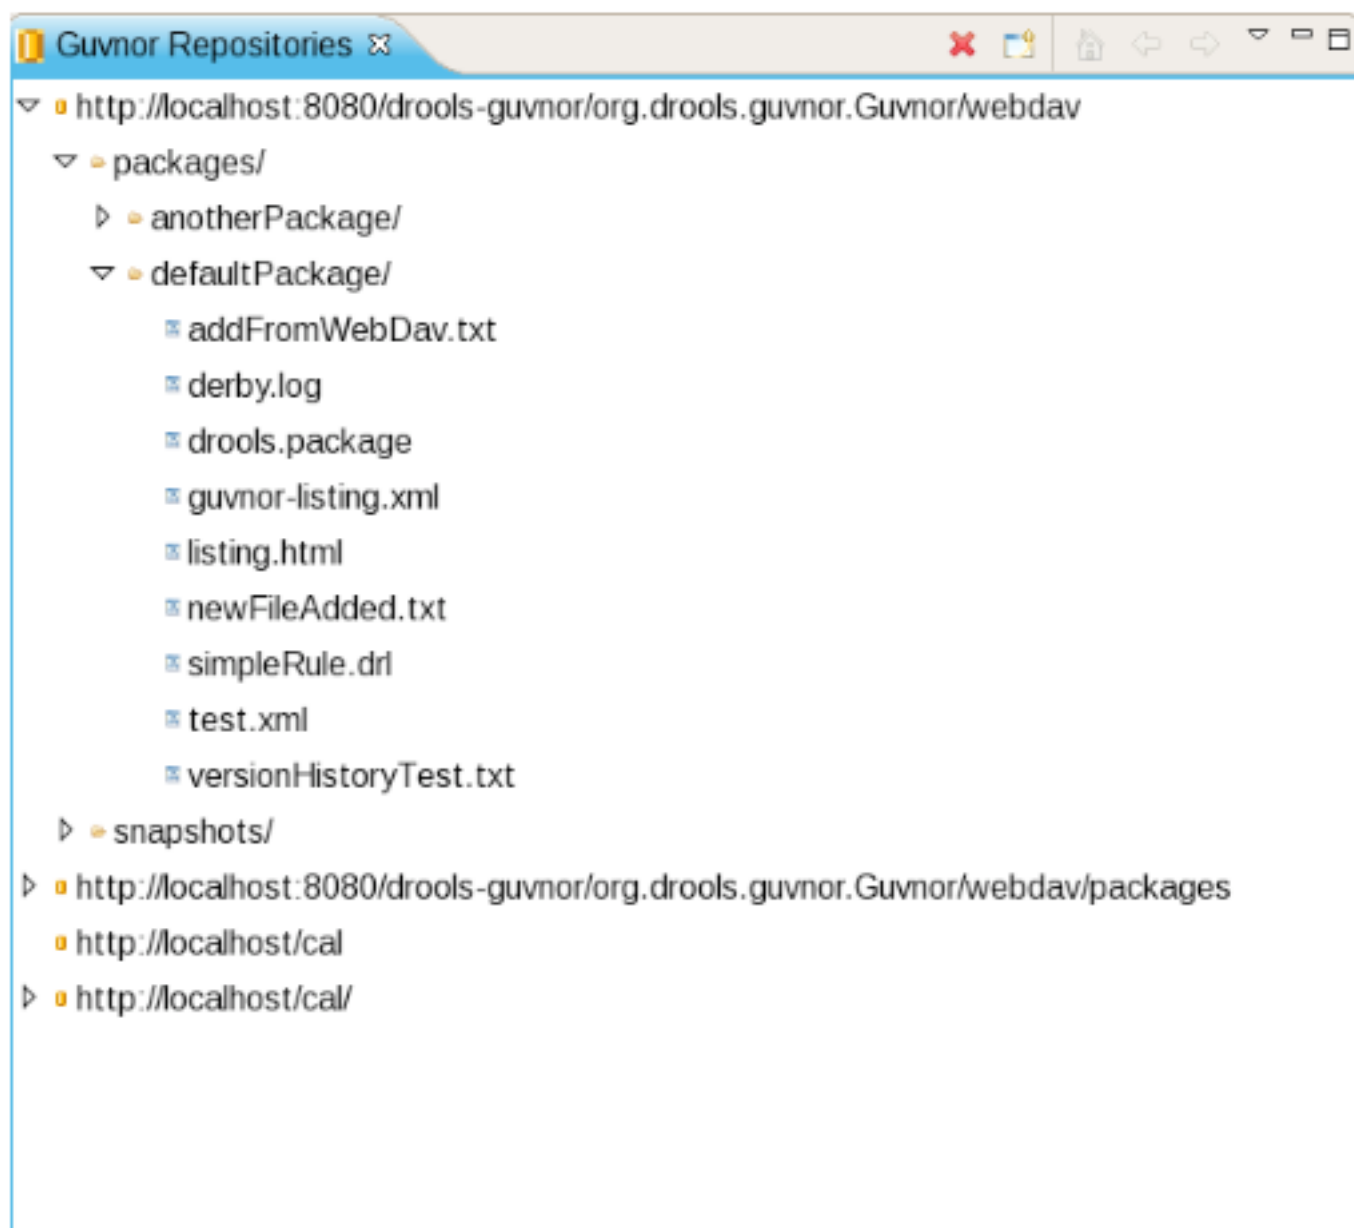 Guvnor Repositories
http://localhost:8080/drools-guvnor/org.drools.guvnor.Guvnor/webdav
packages/
anotherPackage/
defaultPackage/
addFromWebDav.txt
derby.log
drools.package
guvnor-listing.xml
listing.html
newFileAdded.txt
simpleRule.drl
test.xml
versionHistoryTest.txt
snapshots/
http://localhost:8080/drools-guvnor/org.drools.guvnor.Guvnor/webdav/packages
http://localhost/cal
http://localhost/cal/